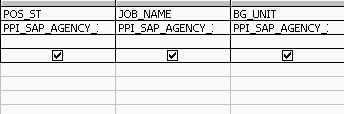 POS_ST JOB_NAME BG_UNIT
PPI_SAP_AGENCY_ PPI_SAP_AGENCY_ PPI_SAP_AGENCY_